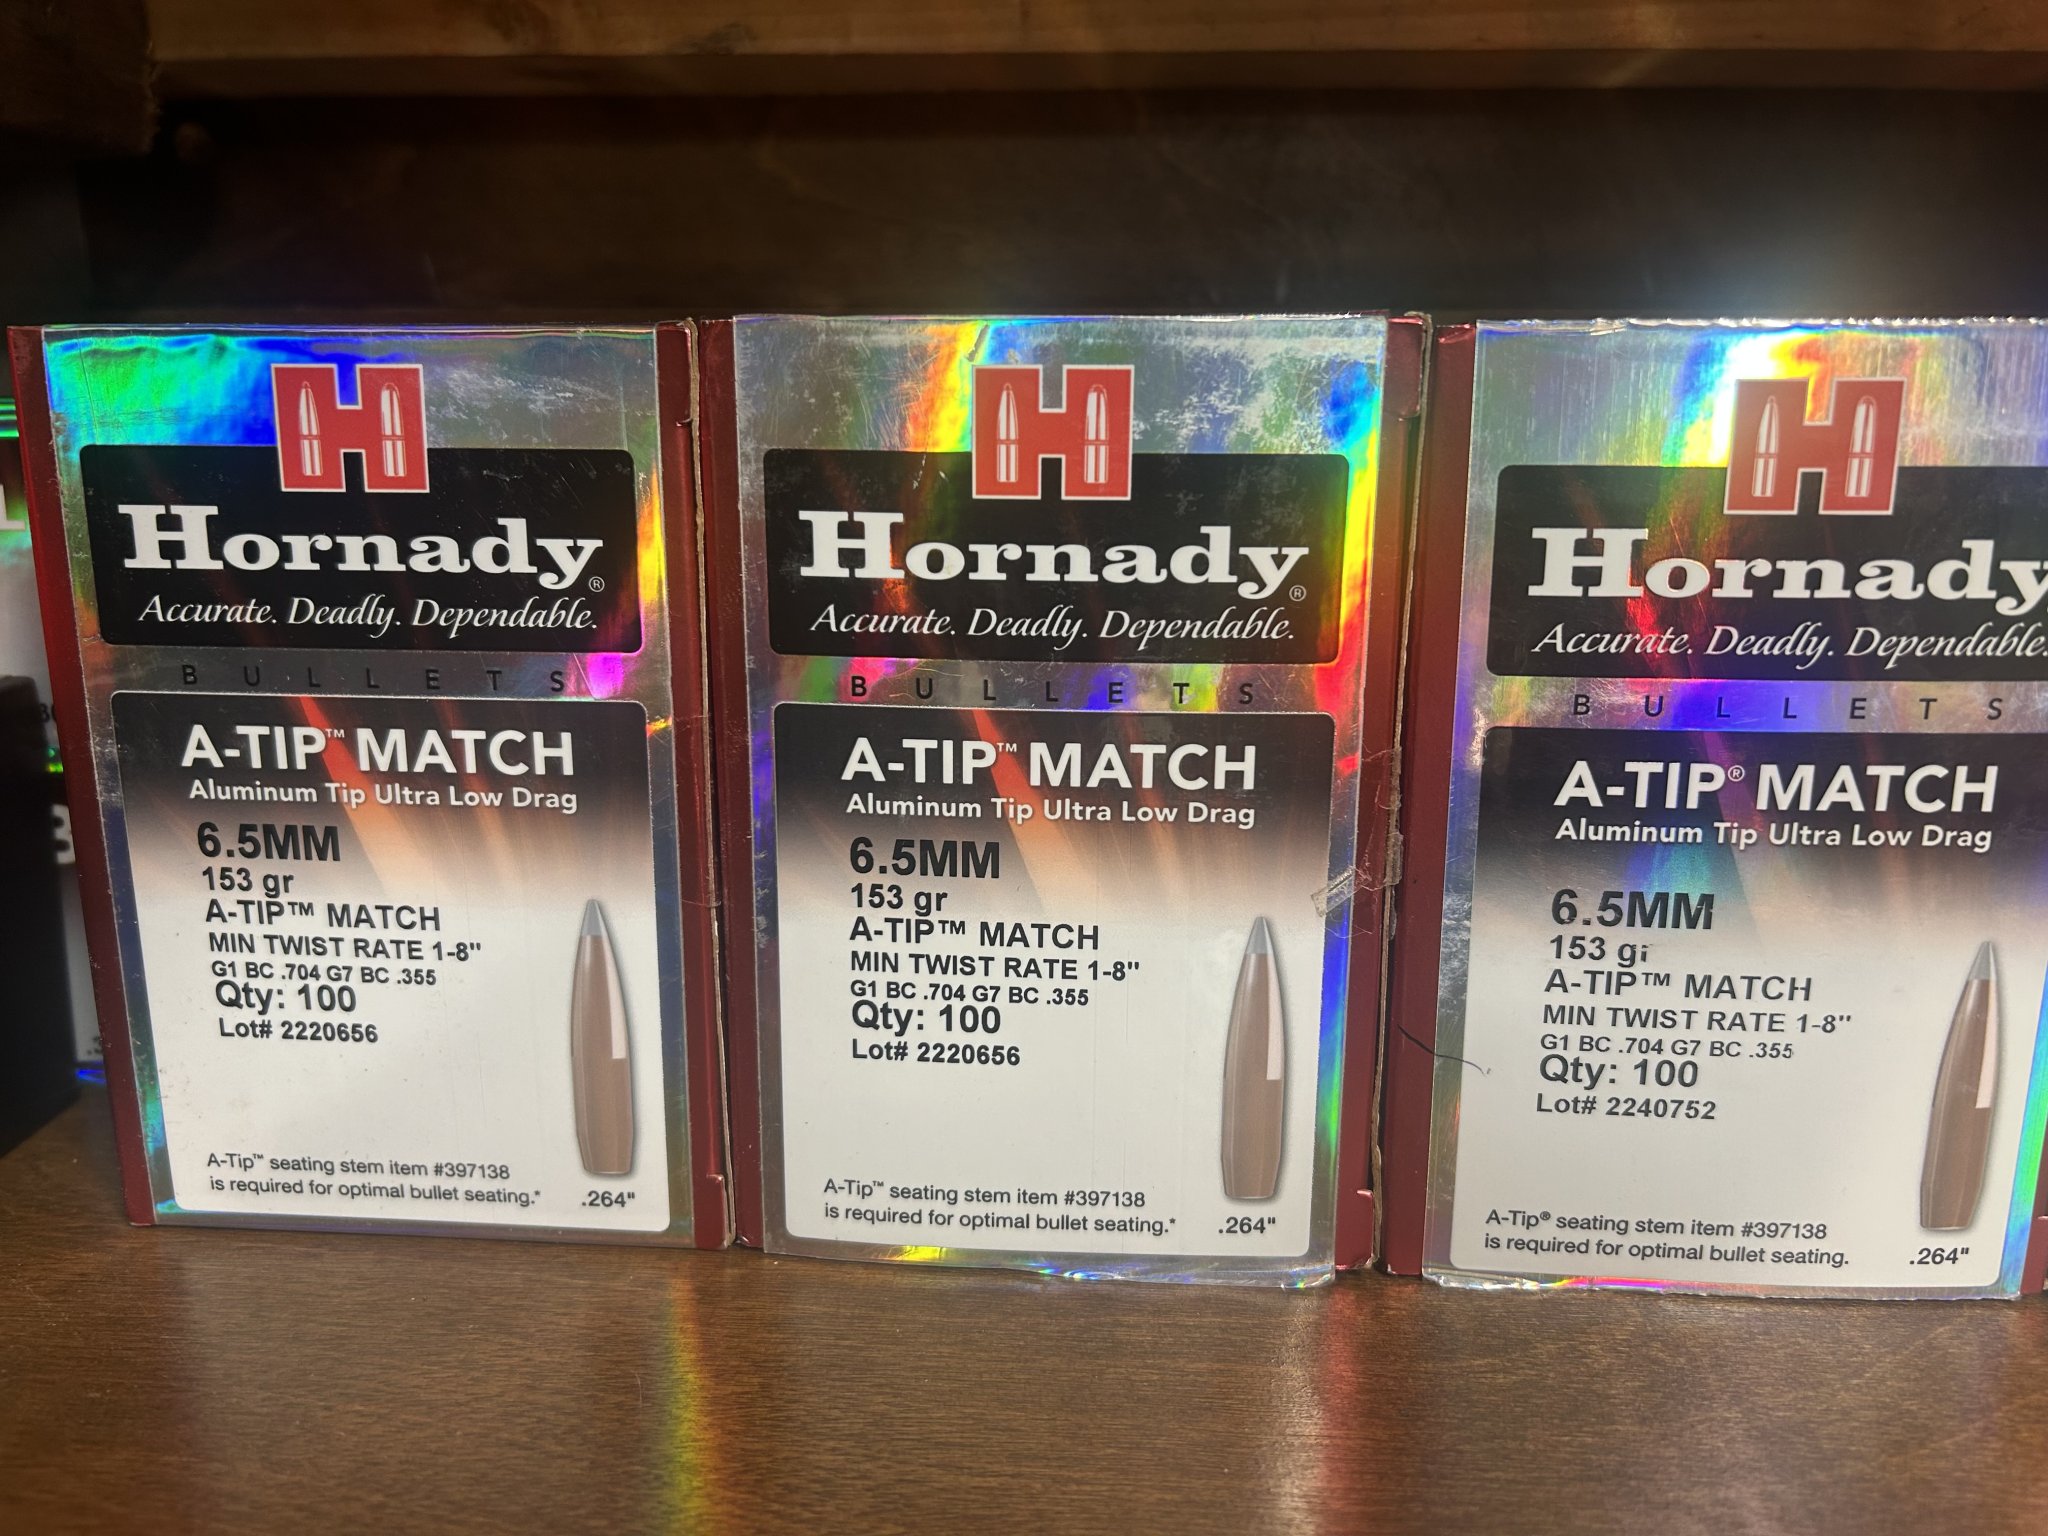 Hornady®
Accurate. Deadly. Dependable.
BULLETS
A-TIP™ MATCH
Aluminum Tip Ultra Low Drag
6.5MM
153 gr
A-TIP™ MATCH
MIN TWIST RATE 1-8"
G1 BC .704 G7 BC .355
Qty: 100
Lot# 2220656
A-Tip™ seating stem item #397138
is required for optimal bullet seating.*
.264"
Hornady®
Accurate. Deadly. Dependable.
BULLETS
A-TIP™ MATCH
Aluminum Tip Ultra Low Drag
6.5MM
153 gr
A-TIP™ MATCH
MIN TWIST RATE 1-8"
G1 BC .704 G7 BC .355
Qty: 100
Lot# 2220656
A-Tip™ seating stem item #397138
is required for optimal bullet seating.*
.264"
Hornady
Accurate. Deadly. Dependable.
BULLETS
A-TIP® MATCH
Aluminum Tip Ultra Low Drag
6.5MM
153 gr
A-TIP™ MATCH
MIN TWIST RATE 1-8"
G1 BC .704 G7 BC .355
Qty: 100
Lot# 2240752
A-Tip® seating stem item #397138
is required for optimal bullet seating.
.264"